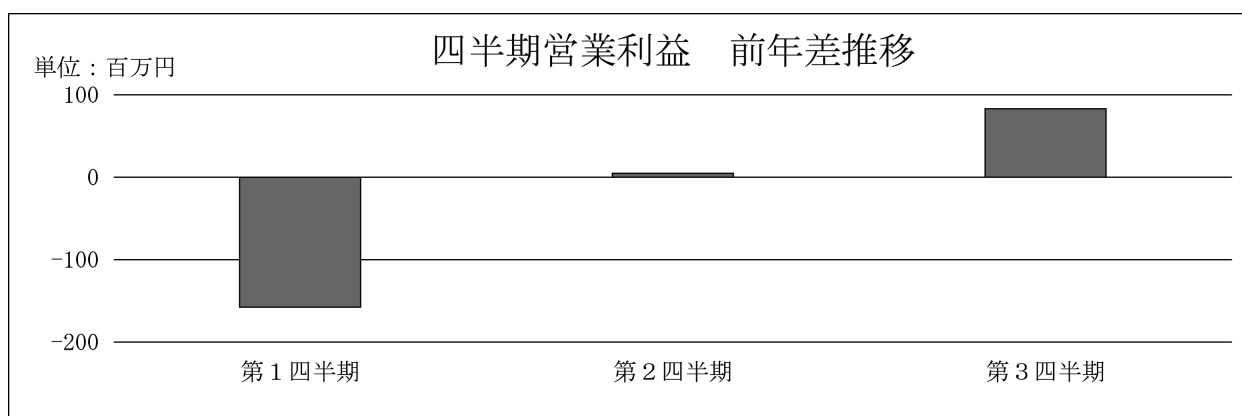 四半期営業利益　前年差推移
単位：百万円
100
0
-100
-200
第１四半期
第２四半期
第３四半期